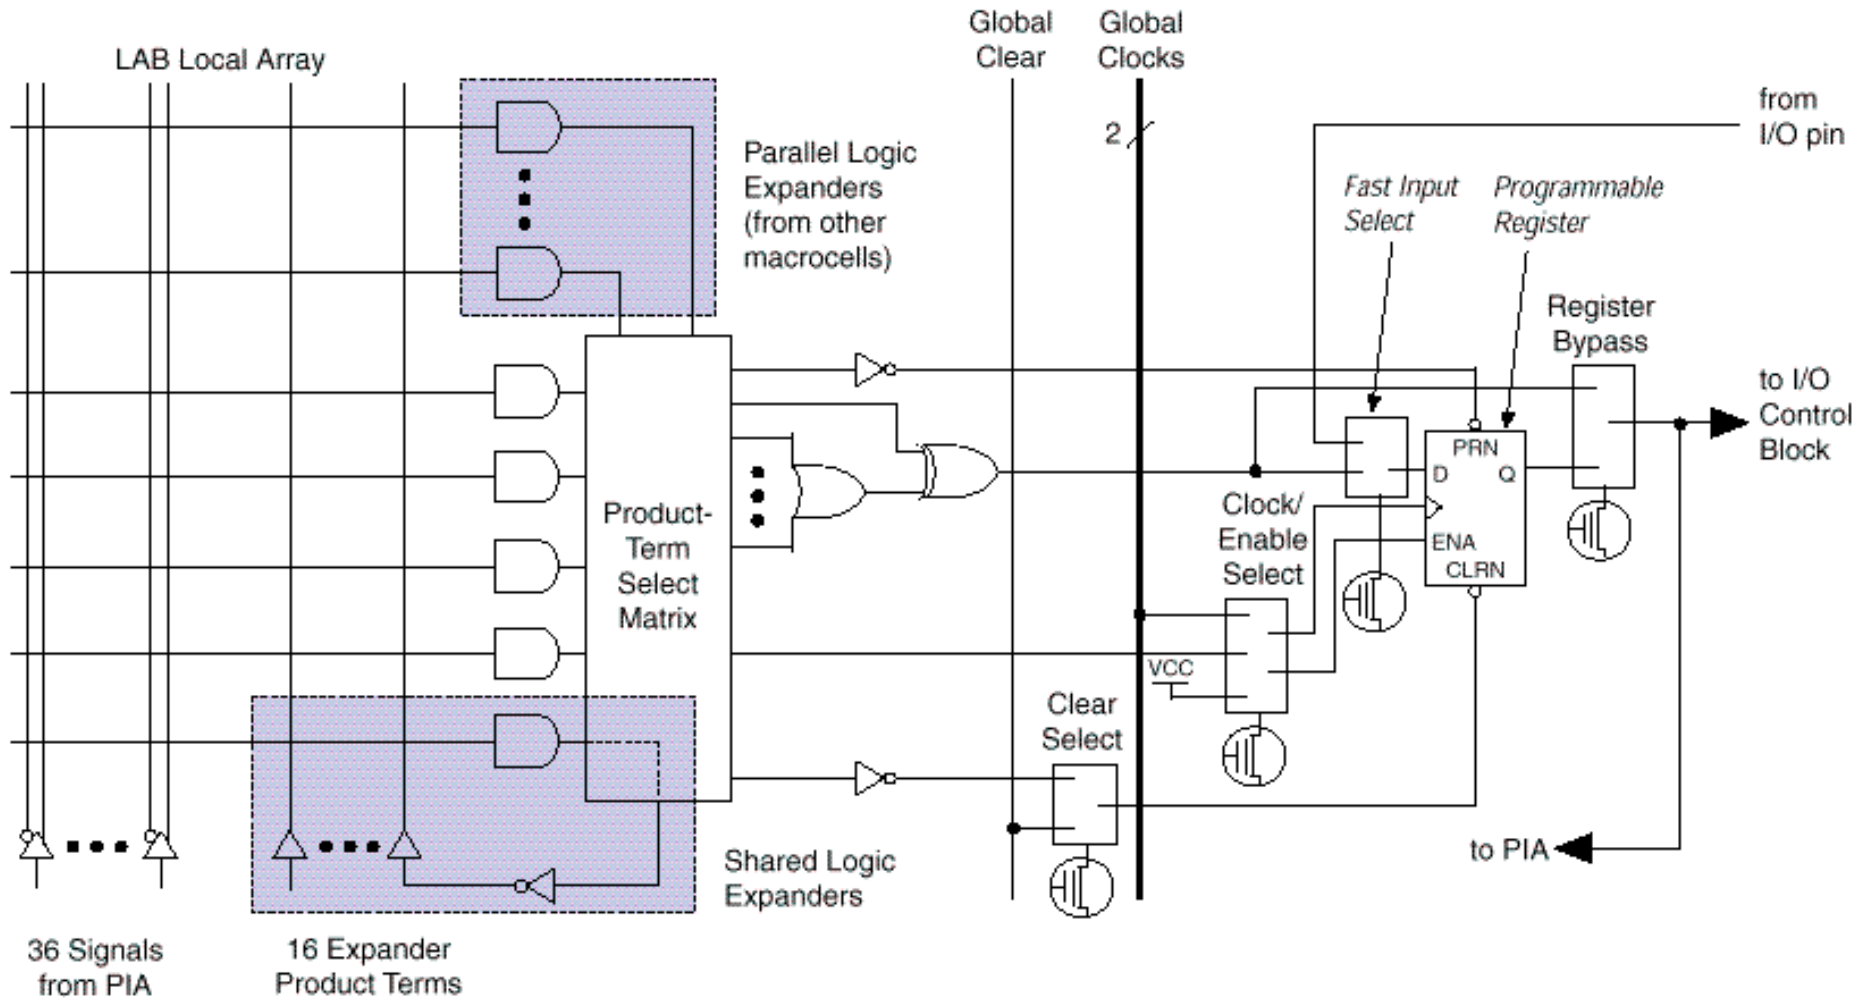 LAB Local Array
Global
Clear
Global
Clocks
2
from
I/O pin
Parallel Logic
Expanders
(from other
macrocells)
Fast Input
Select
Programmable
Register
Register
Bypass
to I/O
Control
Block
PRN
D
Q
ENA
CLRN
Product-
Term
Select
Matrix
Clock/
Enable
Select
VCC
Clear
Select
to PIA
Shared Logic
Expanders
36 Signals
from PIA
16 Expander
Product Terms